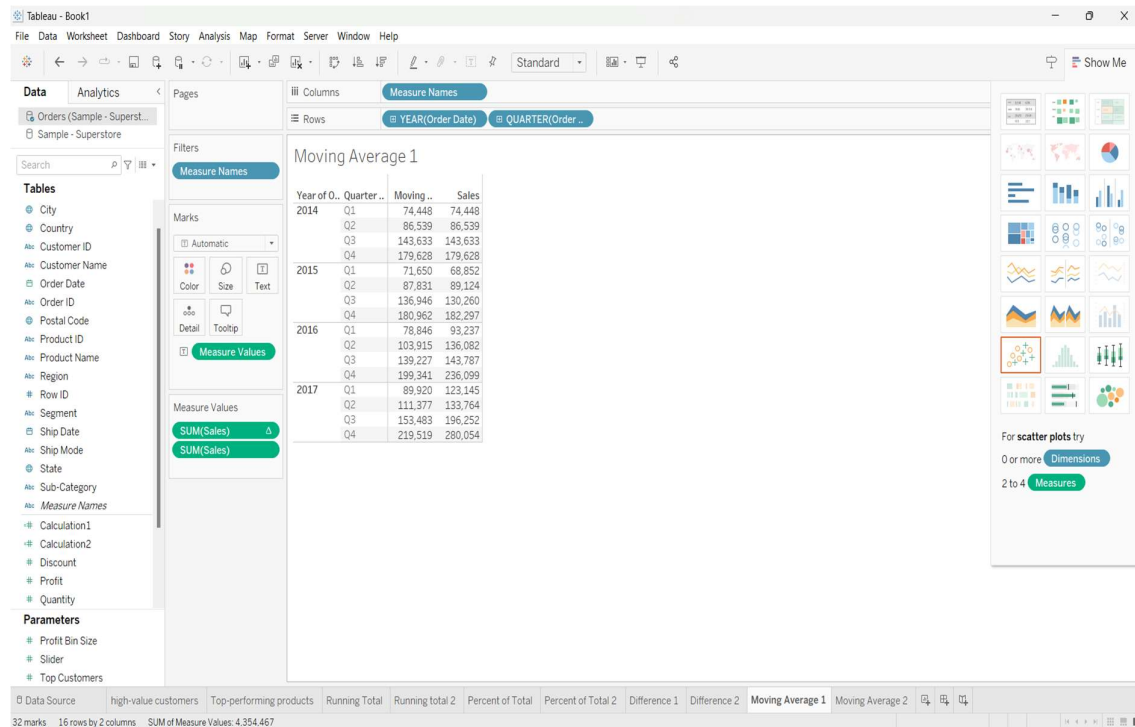 Tableau - Book1
File Data Worksheet Dashboard Story Analysis Map Format Server Window Help
Standard
Show Me
Data Analytics
Orders (Sample - Superst...
Sample - Superstore
Search
Tables
City
Country
Abc Customer ID
Abc Customer Name
Order Date
Abc Order ID
Postal Code
Abc Product ID
Abc Product Name
Abc Region
# Row ID
Abc Segment
Ship Date
Abc Ship Mode
State
Abc Sub-Category
Abc Measure Names
=# Calculation1
=# Calculation2
# Discount
# Profit
# Quantity
Parameters
# Profit Bin Size
# Slider
# Top Customers
Pages
Filters
Measure Names
Marks
Automatic
Color Size Text
Detail Tooltip
Measure Values
Measure Values
SUM(Sales) Δ
SUM(Sales)
Columns Measure Names
Rows YEAR(Order Date) QUARTER(Order ..
Moving Average 1
Year of O.. Quarter .. Moving .. Sales
2014 Q1 74,448 74,448
Q2 86,539 86,539
Q3 143,633 143,633
Q4 179,628 179,628
2015 Q1 71,650 68,852
Q2 87,831 89,124
Q3 136,946 130,260
Q4 180,962 182,297
2016 Q1 78,846 93,237
Q2 103,915 136,082
Q3 139,227 143,787
Q4 199,341 236,099
2017 Q1 89,920 123,145
Q2 111,377 133,764
Q3 153,483 196,252
Q4 219,519 280,054
For scatter plots try
0 or more Dimensions
2 to 4 Measures
Data Source high-value customers Top-performing products Running Total Running total 2 Percent of Total Percent of Total 2 Difference 1 Difference 2 Moving Average 1 Moving Average 2
32 marks 16 rows by 2 columns SUM of Measure Values: 4,354,467